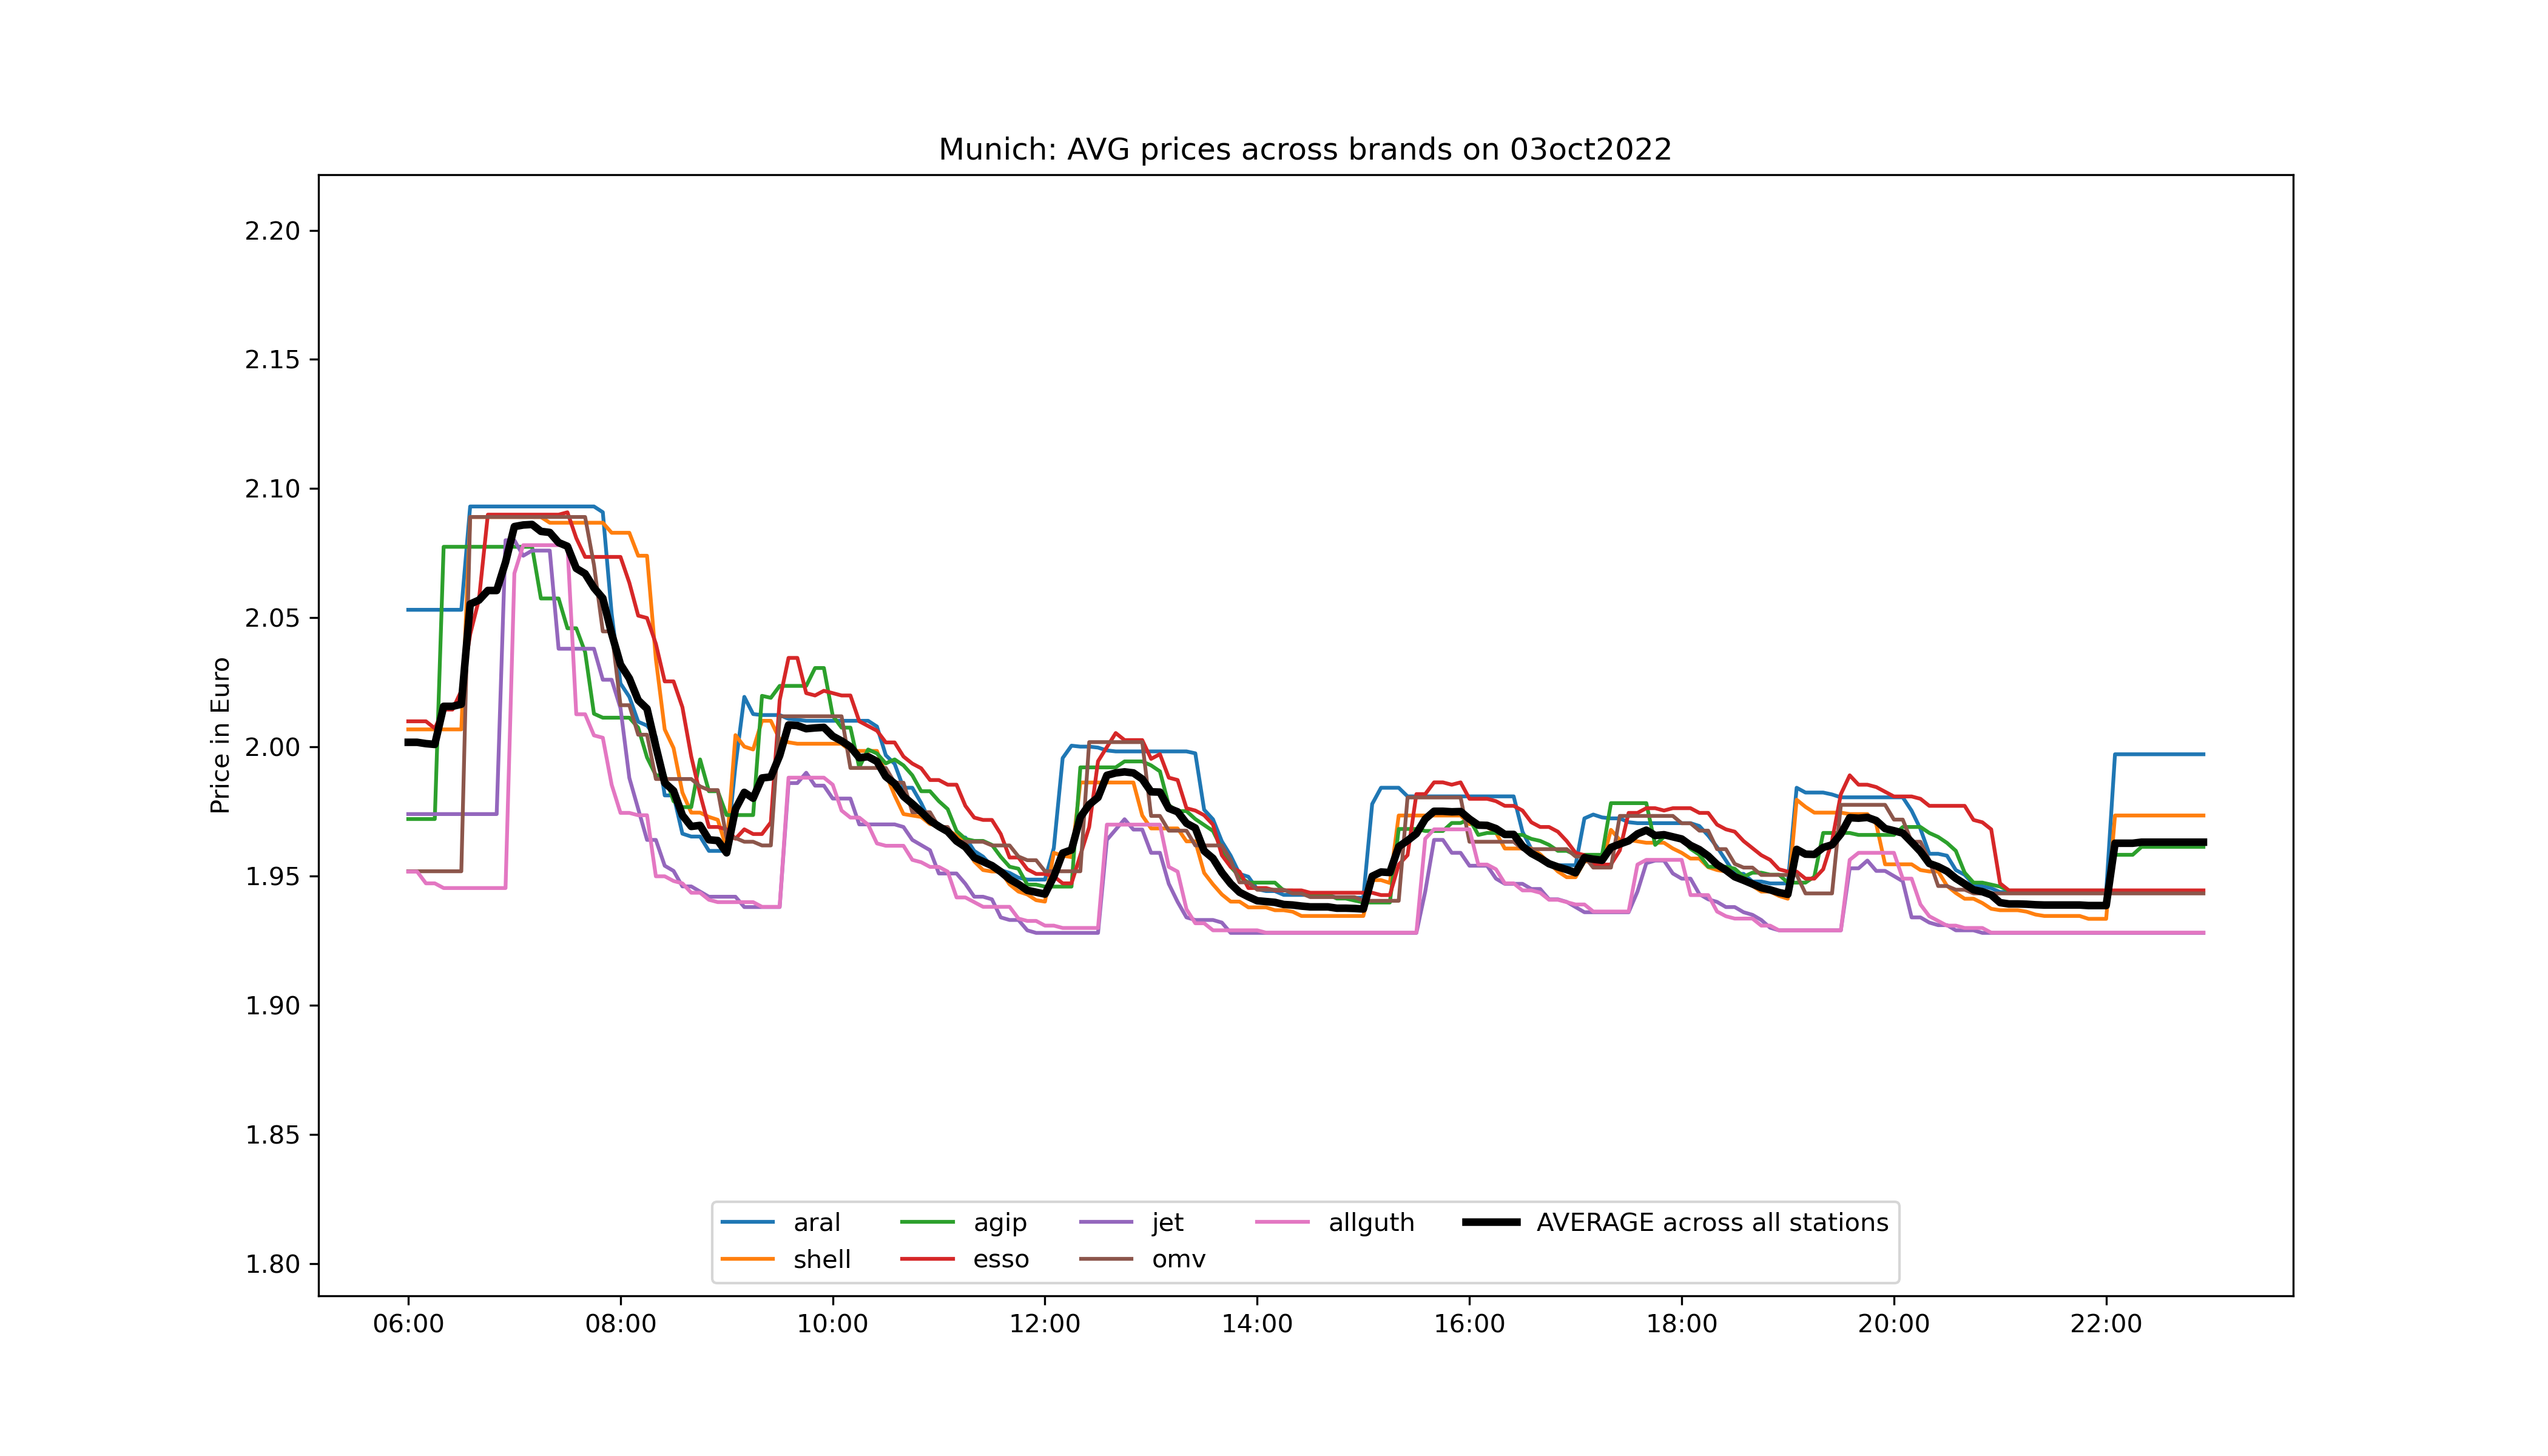 Munich: AVG prices across brands on 03oct2022
Price in Euro
2.20
2.15
2.10
2.05
2.00
1.95
1.90
1.85
1.80
aral
agip
jet
allguth
AVERAGE across all stations
shell
esso
omv
06:00
08:00
10:00
12:00
14:00
16:00
18:00
20:00
22:00